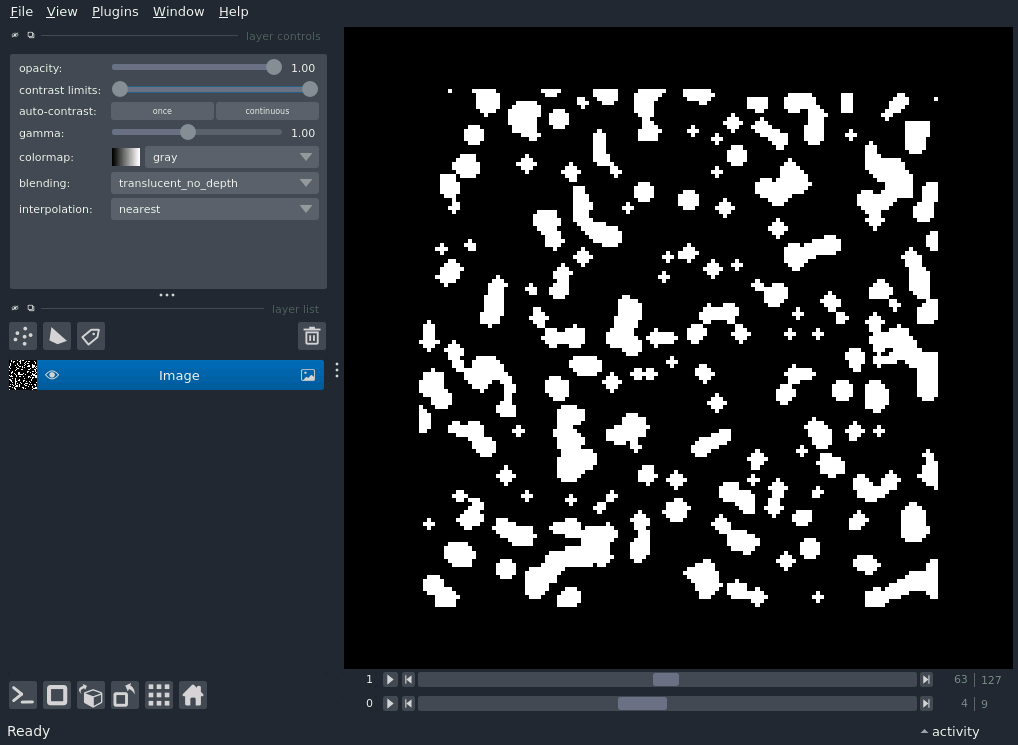 File View Plugins Window Help
layer controls
opacity: 1.00
contrast limits:
auto-contrast: once continuous
gamma: 1.00
colormap: gray
blending: translucent_no_depth
interpolation: nearest
layer list
Image
1 63 127
0 4 9
Ready activity